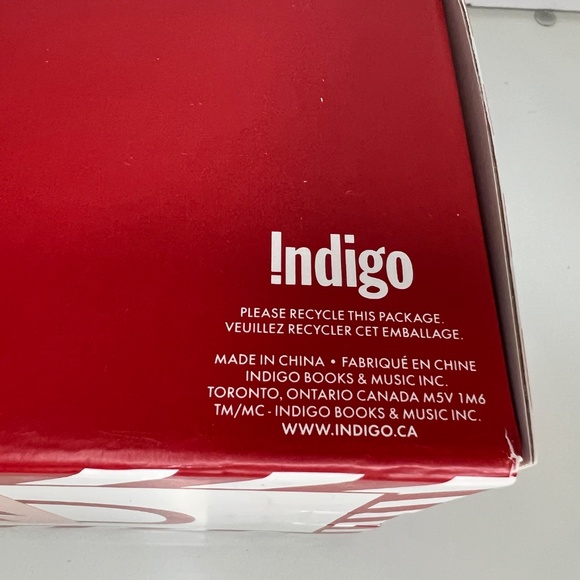 !ndigo
PLEASE RECYCLE THIS PACKAGE.
VEUILLEZ RECYCLER CET EMBALLAGE.
MADE IN CHINA • FABRIQUÉ EN CHINE
INDIGO BOOKS & MUSIC INC.
TORONTO, ONTARIO CANADA M5V 1M6
TM/MC - INDIGO BOOKS & MUSIC INC.
WWW.INDIGO.CA